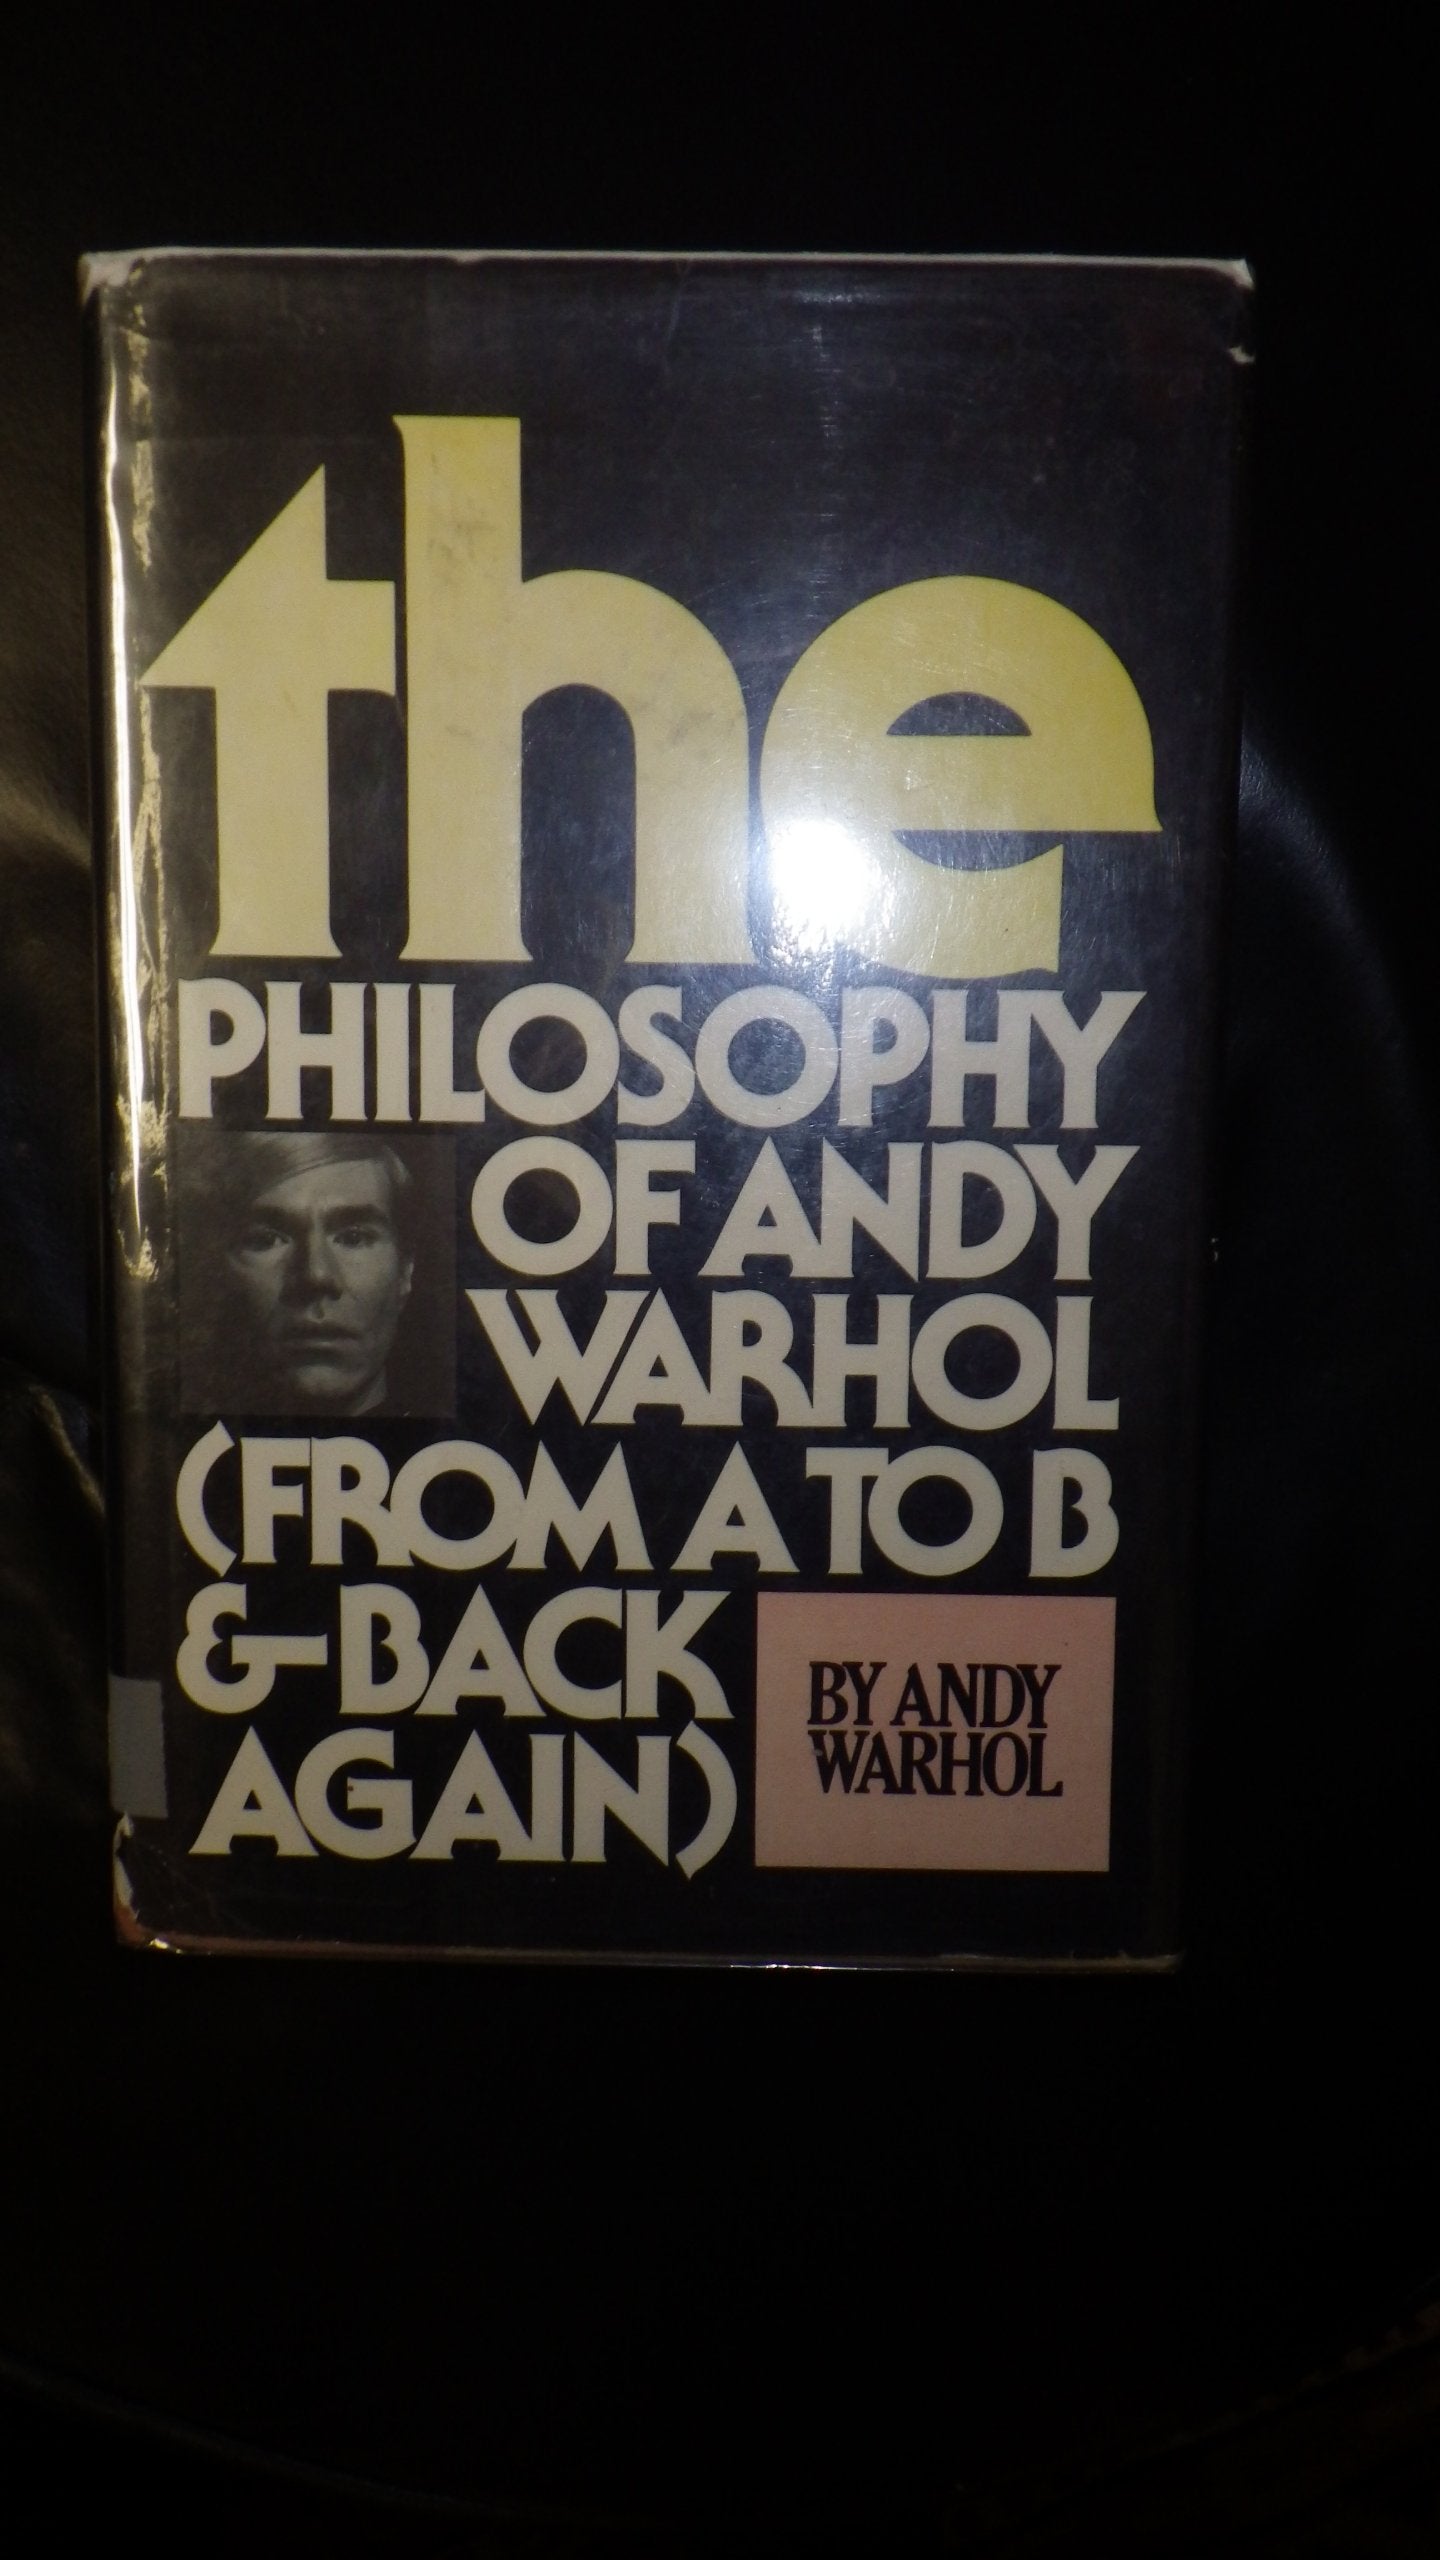 the
PHILOSOPHY
OF ANDY
WARHOL
(FROM A TO B
& BACK
AGAIN)
BY ANDY
WARHOL